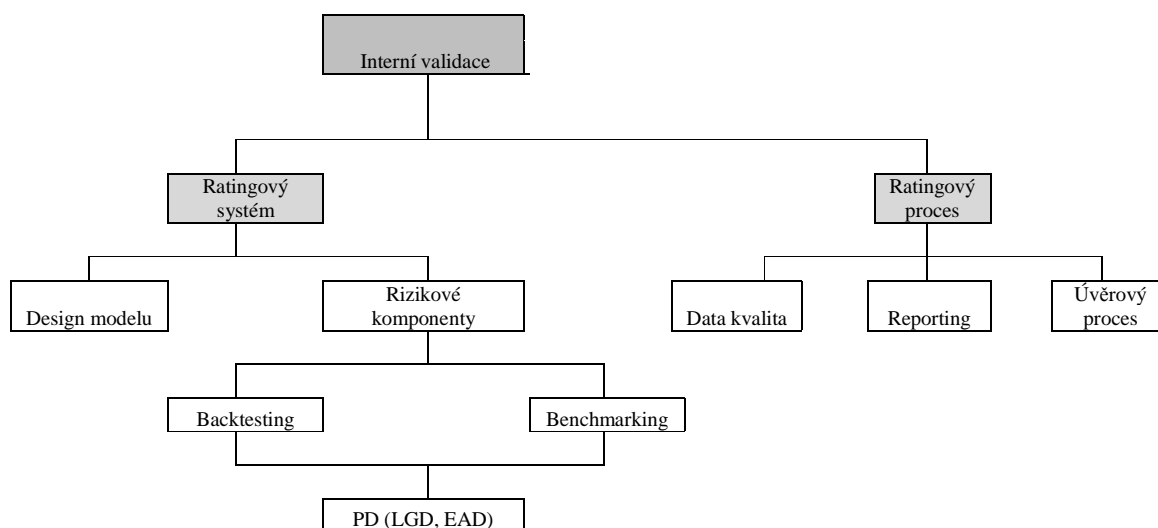 Interní validace
Ratingový
systém
Ratingový
proces
Design modelu
Rizikové
komponenty
Data kvalita
Reporting
Úvěrový
proces
Backtesting
Benchmarking
PD (LGD, EAD)